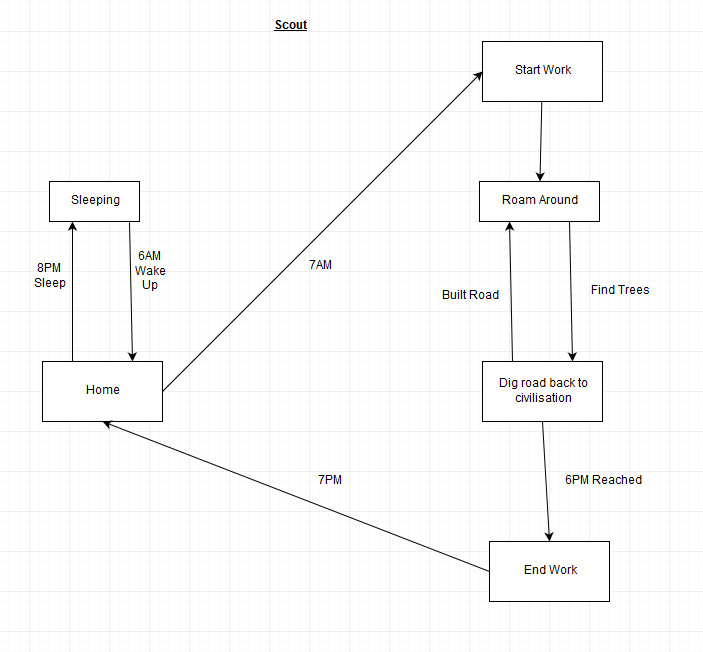 Scout
Start Work
Sleeping
Roam Around
6AM
Wake
Up
8PM
Sleep
7AM
Built Road
Find Trees
Home
Dig road back to
civilisation
7PM
6PM Reached
End Work